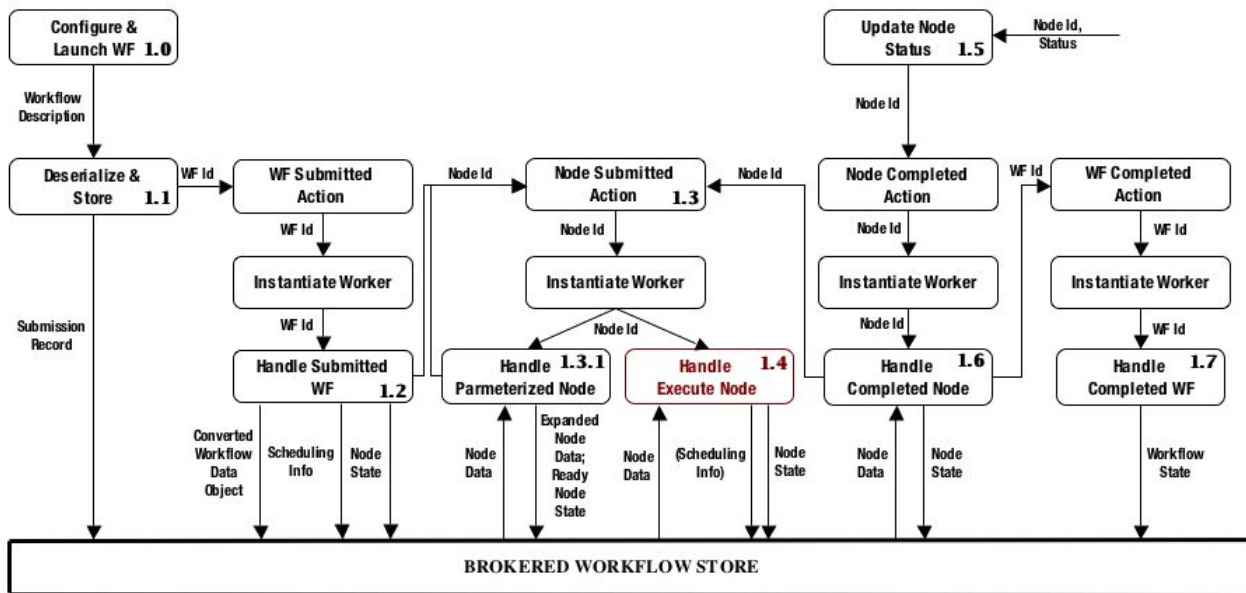 Configure &
Launch WF 1.0
Update Node
Status 1.5
Node Id,
Status
Workflow
Description
Node Id
Deserialize &
Store 1.1
WF Id
WF Submitted
Action
Node Id
Node Submitted
Action 1.3
Node Id
Node Completed
Action
WF Id
WF Completed
Action
WF Id
Node Id
Node Id
WF Id
Instantiate Worker
Instantiate Worker
Instantiate Worker
Instantiate Worker
Submission
Record
WF Id
Node Id
Node Id
WF Id
Handle Submitted
WF 1.2
Handle 1.3.1
Parmeterized Node
Handle 1.4
Execute Node
Handle 1.6
Completed Node
Handle 1.7
Completed WF
Converted
Workflow
Data
Object
Scheduling
Info
Node
State
Node
Data
Expanded
Node
Data;
Ready
Node
State
Node
Data
(Scheduling
Info)
Node
State
Node
Data
Node
State
Workflow
State
BROKERED WORKFLOW STORE